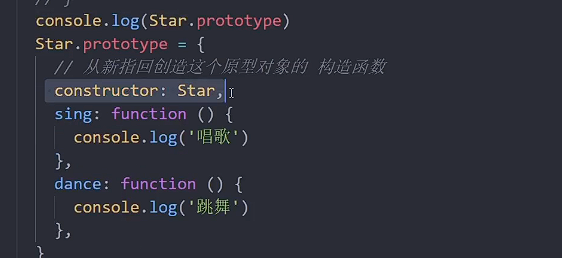 // }
console.log(Star.prototype)
Star.prototype = {
// 从新指回创造这个原型对象的 构造函数
constructor: Star,
sing: function () {
console.log('唱歌')
},
dance: function () {
console.log('跳舞')
},
}